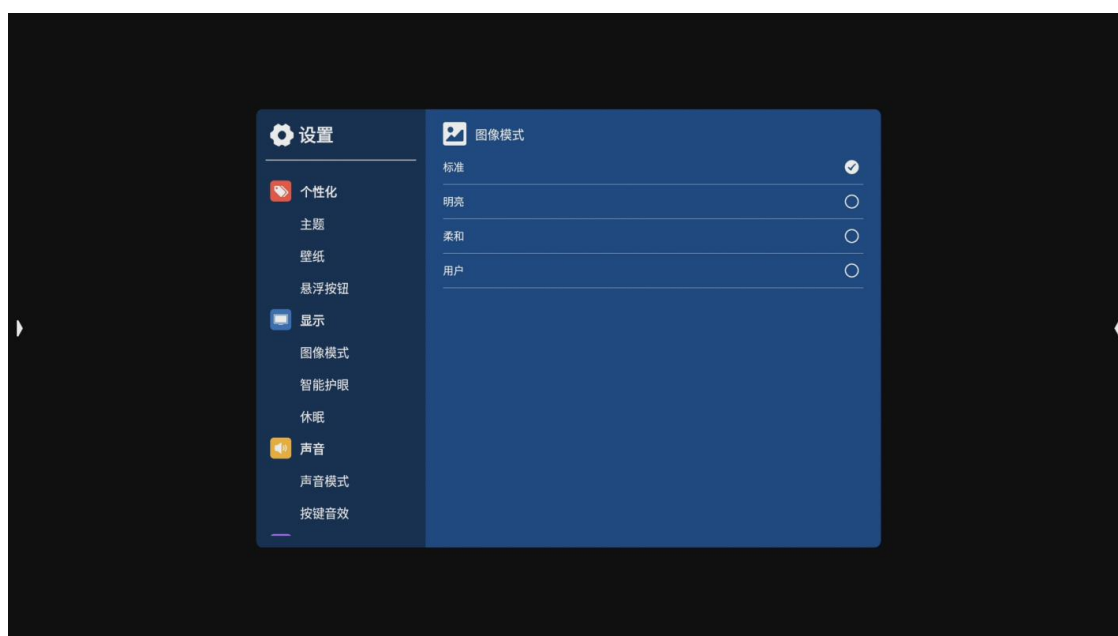 设置
个性化
主题
壁纸
悬浮按钮
显示
图像模式
智能护眼
休眠
声音
声音模式
按键音效
图像模式
标准
明亮
柔和
用户